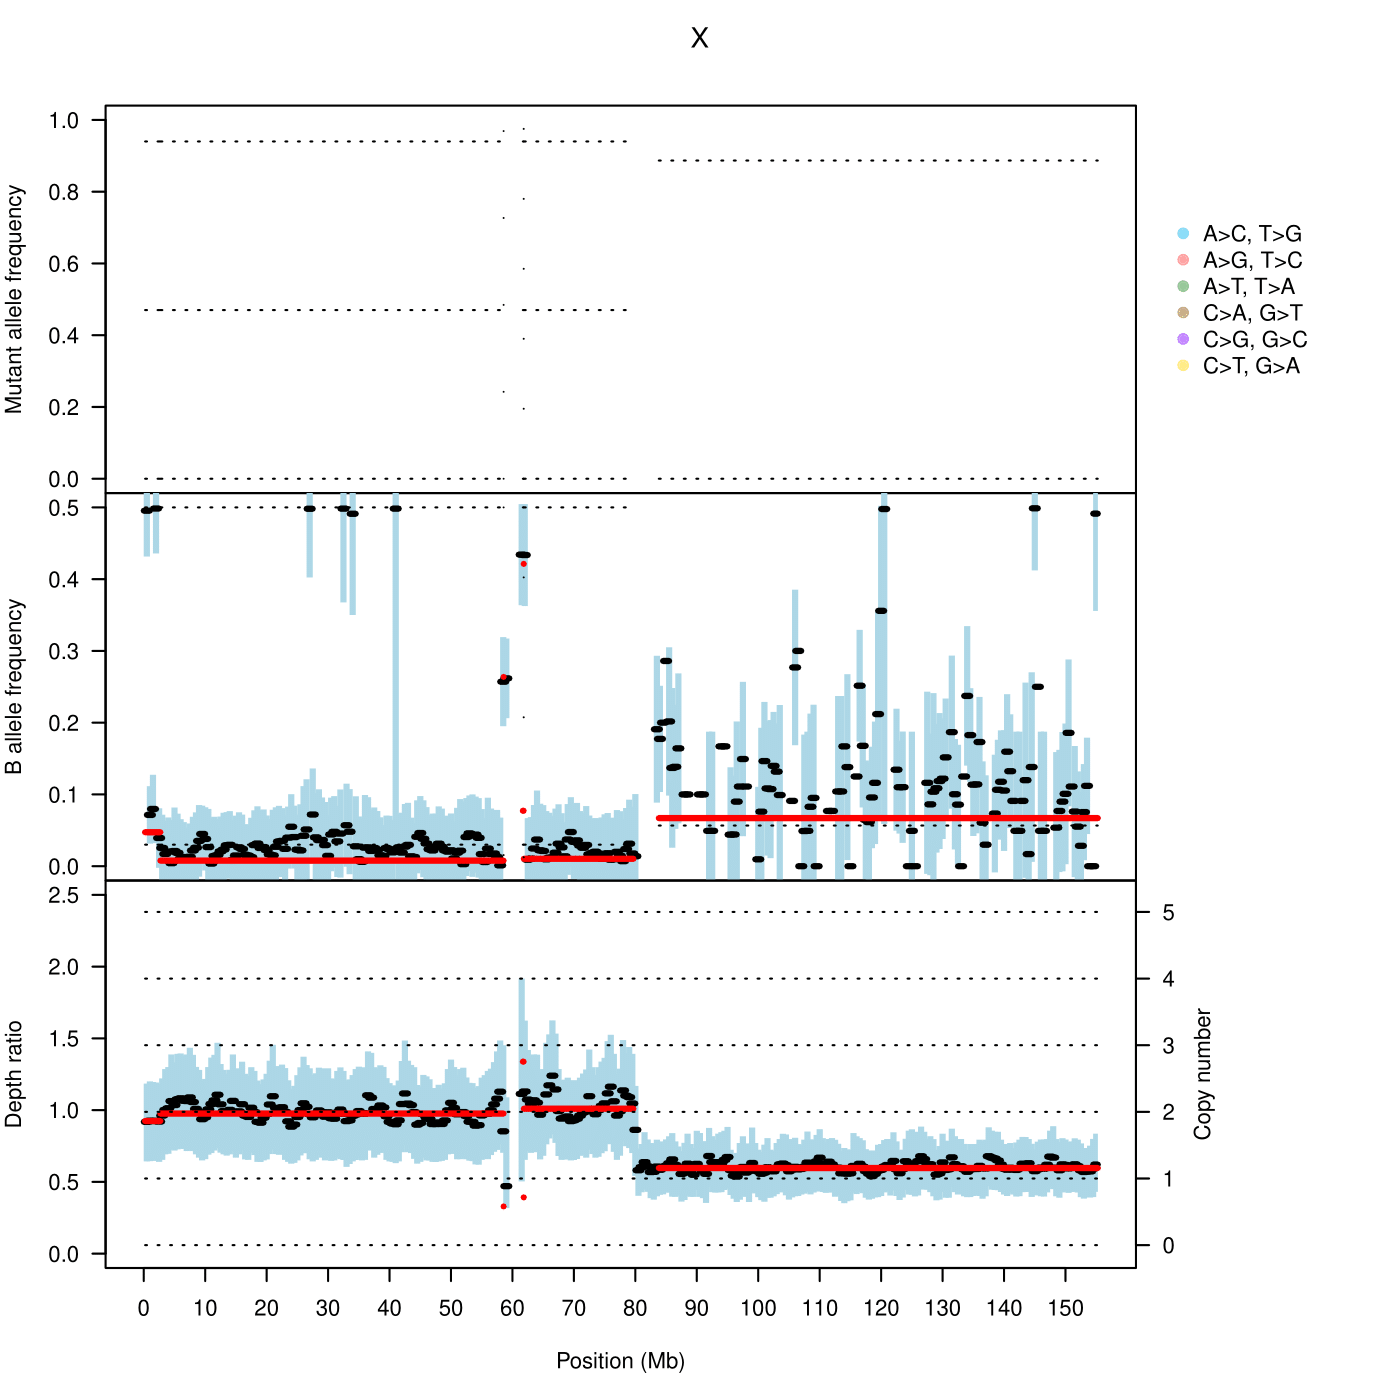 X
Mutant allele frequency
1.0
0.8
0.6
0.4
0.2
0.0
A>C, T>G
A>G, T>C
A>T, T>A
C>A, G>T
C>G, G>C
C>T, G>A
B allele frequency
0.5
0.4
0.3
0.2
0.1
0.0
Depth ratio
2.5
2.0
1.5
1.0
0.5
0.0
5
4
3
2
1
0
Copy number
0 10 20 30 40 50 60 70 80 90 100 110 120 130 140 150
Position (Mb)